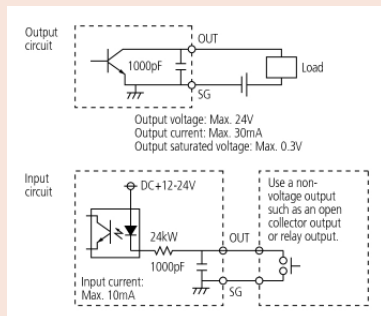 Output
circuit
OUT
1000pF
Load
SG
Output voltage: Max. 24V
Output current: Max. 30mA
Output saturated voltage: Max. 0.3V
Input
circuit
DC+12-24V
Use a non-
voltage output
such as an open
collector output
or relay output.
24kW
OUT
1000pF
Input current:
Max. 10mA
SG